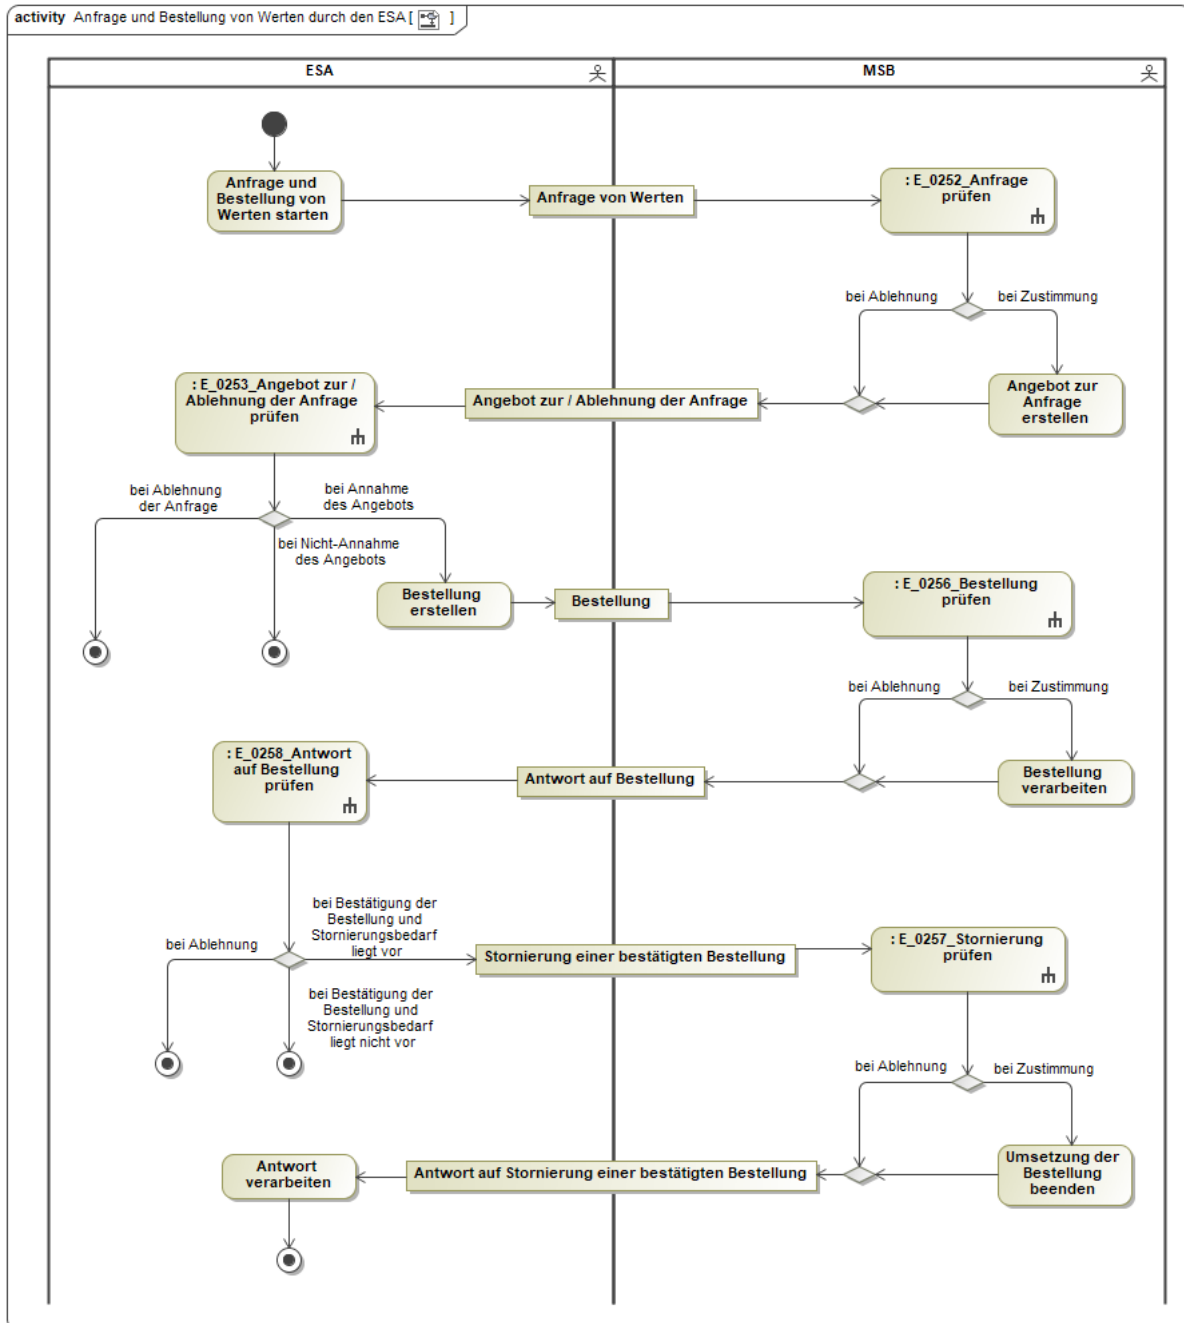 activity Anfrage und Bestellung von Werten durch den ESA [ ]
ESA
MSB
Anfrage und
Bestellung von
Werten starten
Anfrage von Werten
: E_0252_Anfrage
prüfen
bei Ablehnung
bei Zustimmung
Angebot zur
Anfrage
erstellen
Angebot zur / Ablehnung der Anfrage
: E_0253_Angebot zur /
Ablehnung der Anfrage
prüfen
bei Ablehnung
der Anfrage
bei Annahme
des Angebots
bei Nicht-Annahme
des Angebots
Bestellung
erstellen
Bestellung
: E_0256_Bestellung
prüfen
bei Ablehnung
bei Zustimmung
Bestellung
verarbeiten
Antwort auf Bestellung
: E_0258_Antwort
auf Bestellung
prüfen
bei Ablehnung
bei Bestätigung der
Bestellung und
Stornierungsbedarf
liegt vor
bei Bestätigung der
Bestellung und
Stornierungsbedarf
liegt nicht vor
Stornierung einer bestätigten Bestellung
: E_0257_Stornierung
prüfen
bei Ablehnung
bei Zustimmung
Umsetzung der
Bestellung
beenden
Antwort auf Stornierung einer bestätigten Bestellung
Antwort
verarbeiten